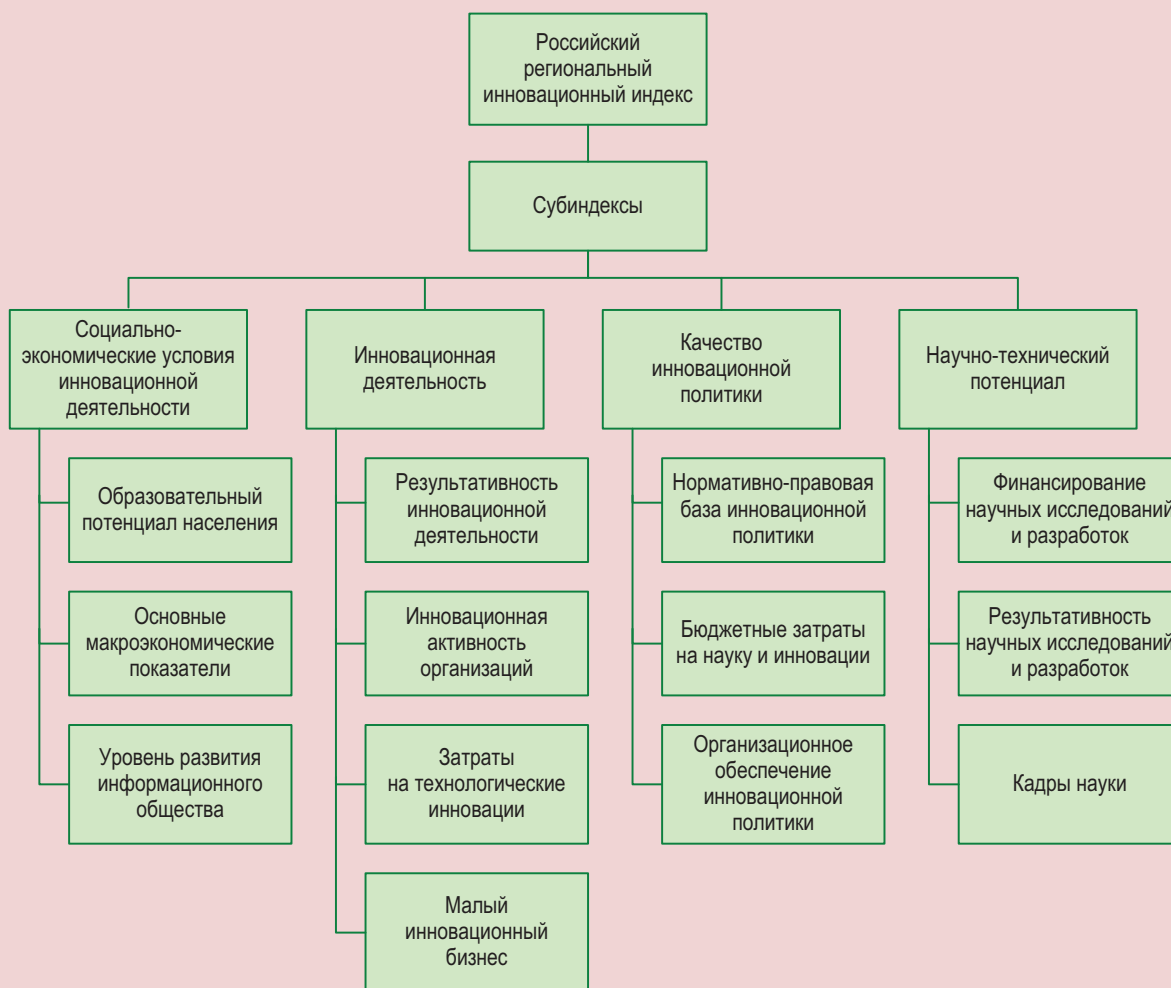 Российский
региональный
инновационный индекс
Субиндексы
Социально-
экономические условия
инновационной
деятельности
Образовательный
потенциал населения
Основные
макроэкономические
показатели
Уровень развития
информационного
общества
Инновационная
деятельность
Результативность
инновационной
деятельности
Инновационная
активность
организаций
Затраты
на технологические
инновации
Малый
инновационный
бизнес
Качество
инновационной
политики
Нормативно-правовая
база инновационной
политики
Бюджетные затраты
на науку и инновации
Организационное
обеспечение
инновационной
политики
Научно-технический
потенциал
Финансирование
научных исследований
и разработок
Результативность
научных исследований
и разработок
Кадры науки